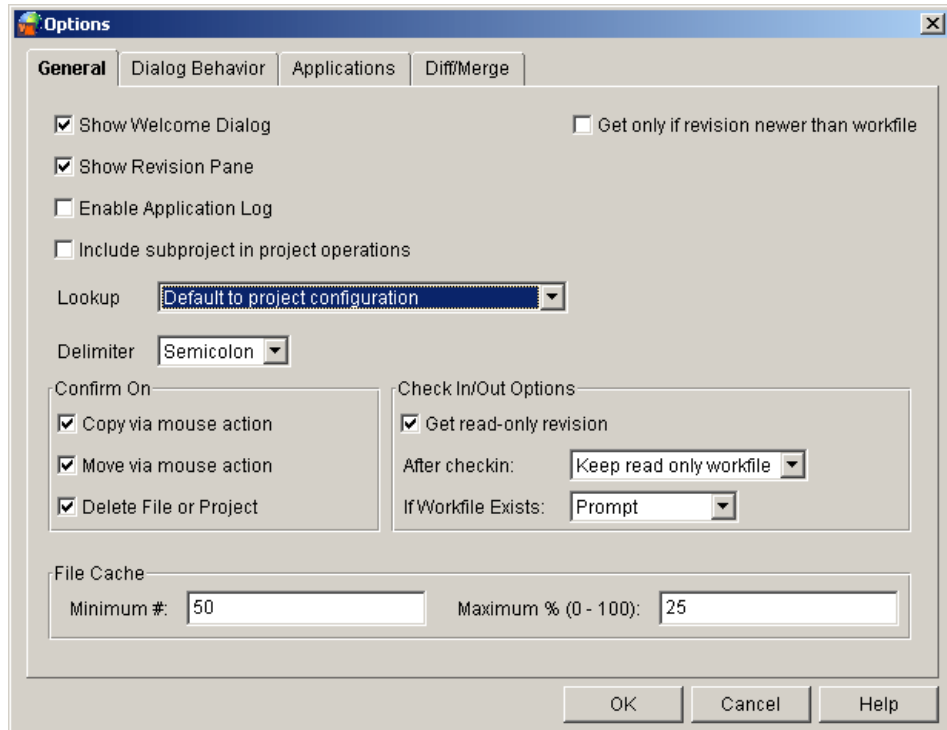 Options
General Dialog Behavior Applications Diff/Merge
Show Welcome Dialog Get only if revision newer than workfile
Show Revision Pane
Enable Application Log
Include subproject in project operations
Lookup Default to project configuration
Delimiter Semicolon
Confirm On
Copy via mouse action
Move via mouse action
Delete File or Project
Check In/Out Options
Get read-only revision
After checkin: Keep read only workfile
If Workfile Exists: Prompt
File Cache
Minimum #: 50 Maximum % (0 - 100): 25
OK Cancel Help